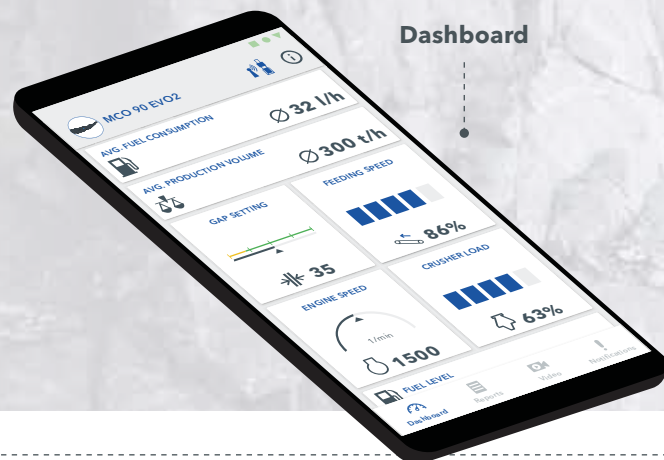 Dashboard
MCO 90 EVO2
AVG. FUEL CONSUMPTION
Ø 32 l/h
AVG. PRODUCTION VOLUME
Ø 300 t/h
GAP SETTING
35
FEEDING SPEED
86%
ENGINE SPEED
1/min
1500
CRUSHER LOAD
63%
FUEL LEVEL
Dashboard
Reports
Video
Notifications